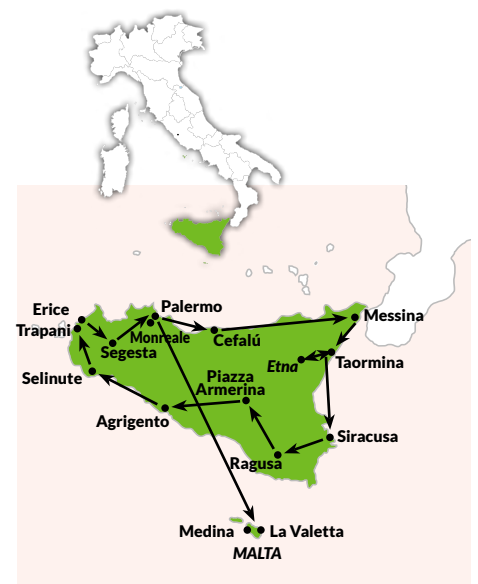 Palermo
Erice
Messina
Trapani
Monreale
Cefalú
Segesta
Taormina
Etna
Selinute
Piazza
Armerina
Agrigento
Siracusa
Ragusa
Medina
La Valetta
MALTA